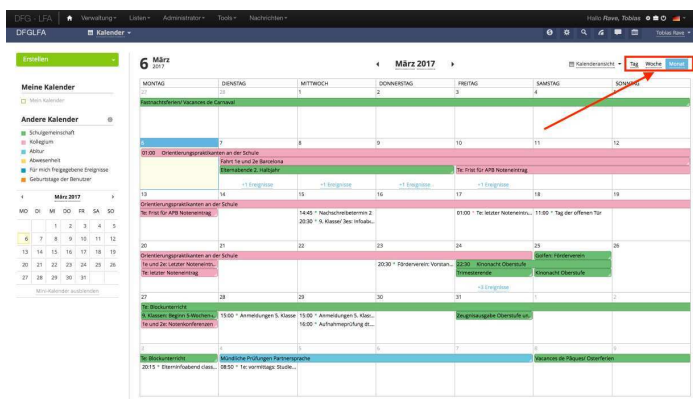 DFG - LFA Verwaltung Listen Administrator Tools Nachrichten Hallo Rave, Tobias
DFGLFA Kalender Tobias Rave
Erstellen
6 März 2017
März 2017
Kalenderansicht Tag Woche Monat
Meine Kalender
Mein Kalender
Andere Kalender
Schulgemeinschaft
Kollegium
Abitur
Abwesenheit
Für mich freigegebene Ereignisse
Geburtstage der Benutzer
März 2017
MO DI MI DO FR SA SO
1 2 3 4 5
6 7 8 9 10 11 12
13 14 15 16 17 18 19
20 21 22 23 24 25 26
27 28 29 30 31
Mini-Kalender ausblenden
MONTAG DIENSTAG MITTWOCH DONNERSTAG FREITAG SAMSTAG SONNTAG
27 28 1 2 3 4
Fastnachtsferien/ Vacances de Carnaval
6 7 8 9 10 11 12
01:00 Orientierungspraktikanten an der Schule
Fahrt 1e und 2e Barcelona
Elternabende 2. Halbjahr Te: Frist für APB Noteneintrag
+1 Ereignisse +1 Ereignisse +1 Ereignisse +1 Ereignisse
13 14 15 16 17 18 19
Orientierungspraktikanten an der Schule
Te: Frist für APB Noteneintrag 14:45 * Nachschreibetermin 2 01:00 * Te: letzter Noteneintra... 11:00 * Tag der offenen Tür
20:30 * 9. Klasse/ 3es: Infoabi...
20 21 22 23 24 25 26
Orientierungspraktikanten an der Schule Golfen: Förderverein
1e und 2e: Letzter Noteneintr... 20:30 * Förderverein: Vorstan... 22:30 Kinonacht Oberstufe
Te: letzter Noteneintrag Trimesterende Kinonacht Oberstufe
+3 Ereignisse
27 28 29 30 31 1 2
Te: Blockunterricht
9. Klassen: Beginn 5-Wochen-... 15:00 * Anmeldungen 5. Klasse 15:00 * Anmeldungen 5. Klas... Zeugnisausgabe Oberstufe un...
1e und 2e: Notenkonferenzen 16:00 * Aufnahmeprüfung dt....
3 4 5 6 7 8
Te: Blockunterricht Mündliche Prüfungen Partnersprache Vacances de Pâques/ Osterferien
20:15 * Elterninfoabend class... 08:50 * 1e: vormittags: Studie...